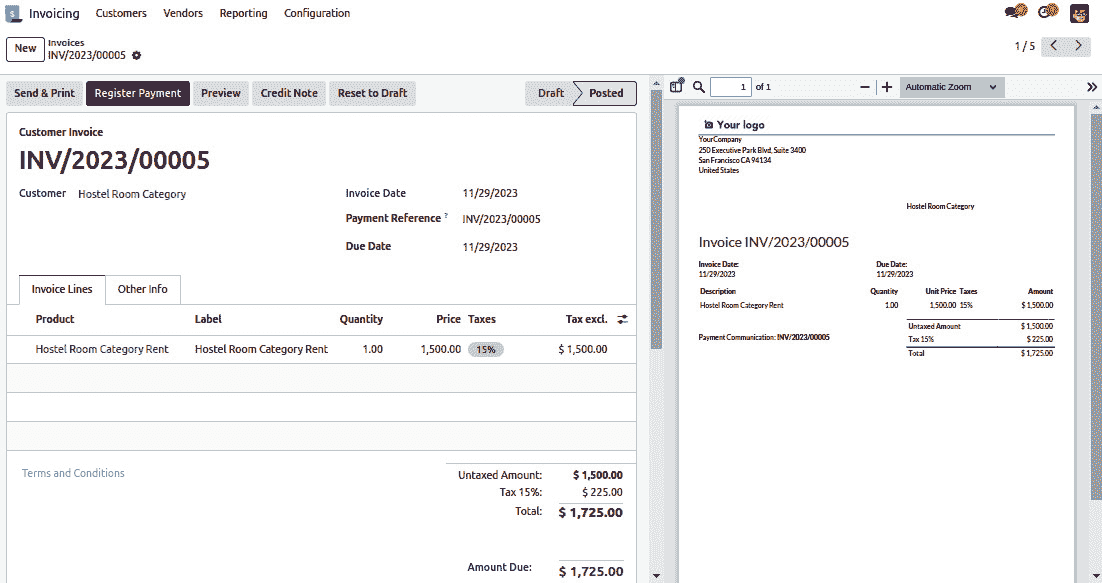 Invoicing Customers Vendors Reporting Configuration
New
Invoices
INV/2023/00005
1 / 5
Send & Print Register Payment Preview Credit Note Reset to Draft Draft Posted
Customer Invoice
INV/2023/00005
Customer Hostel Room Category
Invoice Date 11/29/2023
Payment Reference ? INV/2023/00005
Due Date 11/29/2023
Invoice Lines Other Info
Product Label Quantity Price Taxes Tax excl.
Hostel Room Category Rent Hostel Room Category Rent 1.00 1,500.00 15% $ 1,500.00
Terms and Conditions
Untaxed Amount: $ 1,500.00
Tax 15%: $ 225.00
Total: $ 1,725.00
Amount Due: $ 1,725.00
1 of 1 Automatic Zoom
Your logo
YourCompany
250 Executive Park Blvd, Suite 3400
San Francisco CA 94134
United States
Hostel Room Category
Invoice INV/2023/00005
Invoice Date: Due Date:
11/29/2023 11/29/2023
Description Quantity Unit Price Taxes Amount
Hostel Room Category Rent 1.00 1,500.00 15% $ 1,500.00
Untaxed Amount $ 1,500.00
Payment Communication: INV/2023/00005
Tax 15% $ 225.00
Total $ 1,725.00